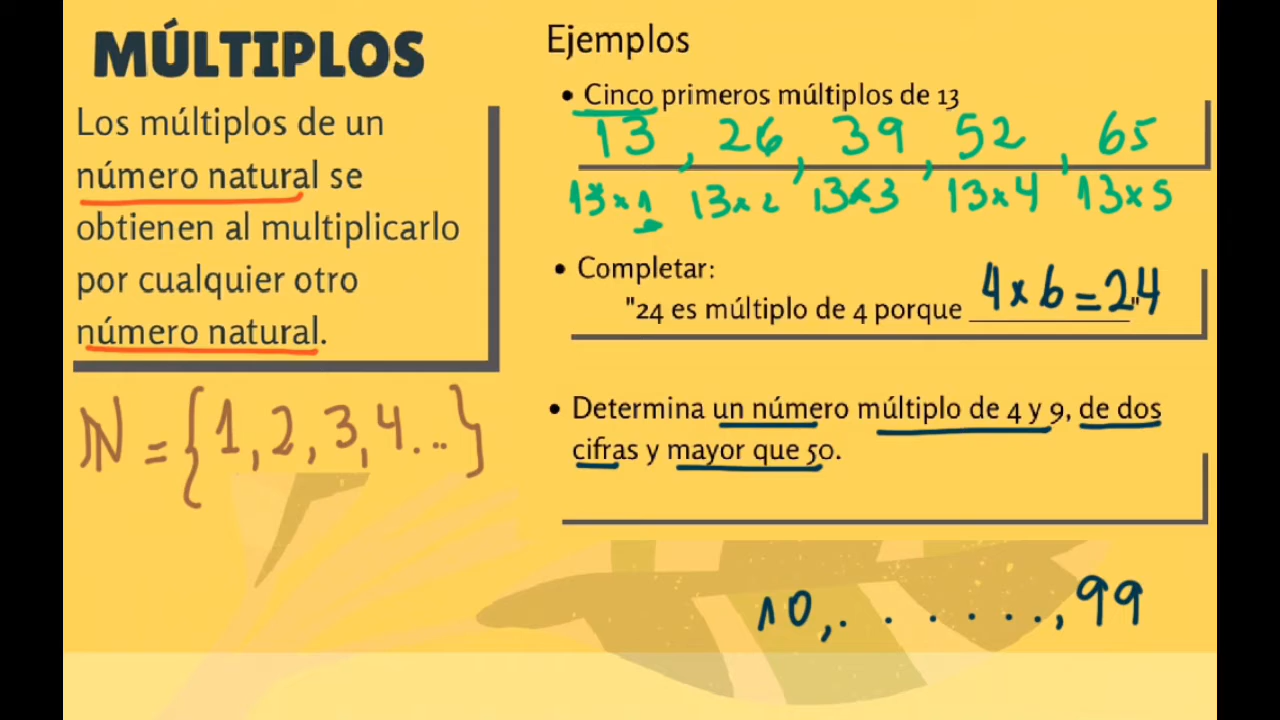 MÚLTIPLOS
Los múltiplos de un
número natural se
obtienen al multiplicarlo
por cualquier otro
número natural.
N = {1, 2, 3, 4 ...}
Ejemplos
• Cinco primeros múltiplos de 13
13, 26, 39, 52, 65
13 x 1 13 x 2 13 x 3 13 x 4 13 x 5
• Completar:
"24 es múltiplo de 4 porque 4 x 6 = 24"
• Determina un número múltiplo de 4 y 9, de dos
cifras y mayor que 50.
10, . . . . . . ., 99